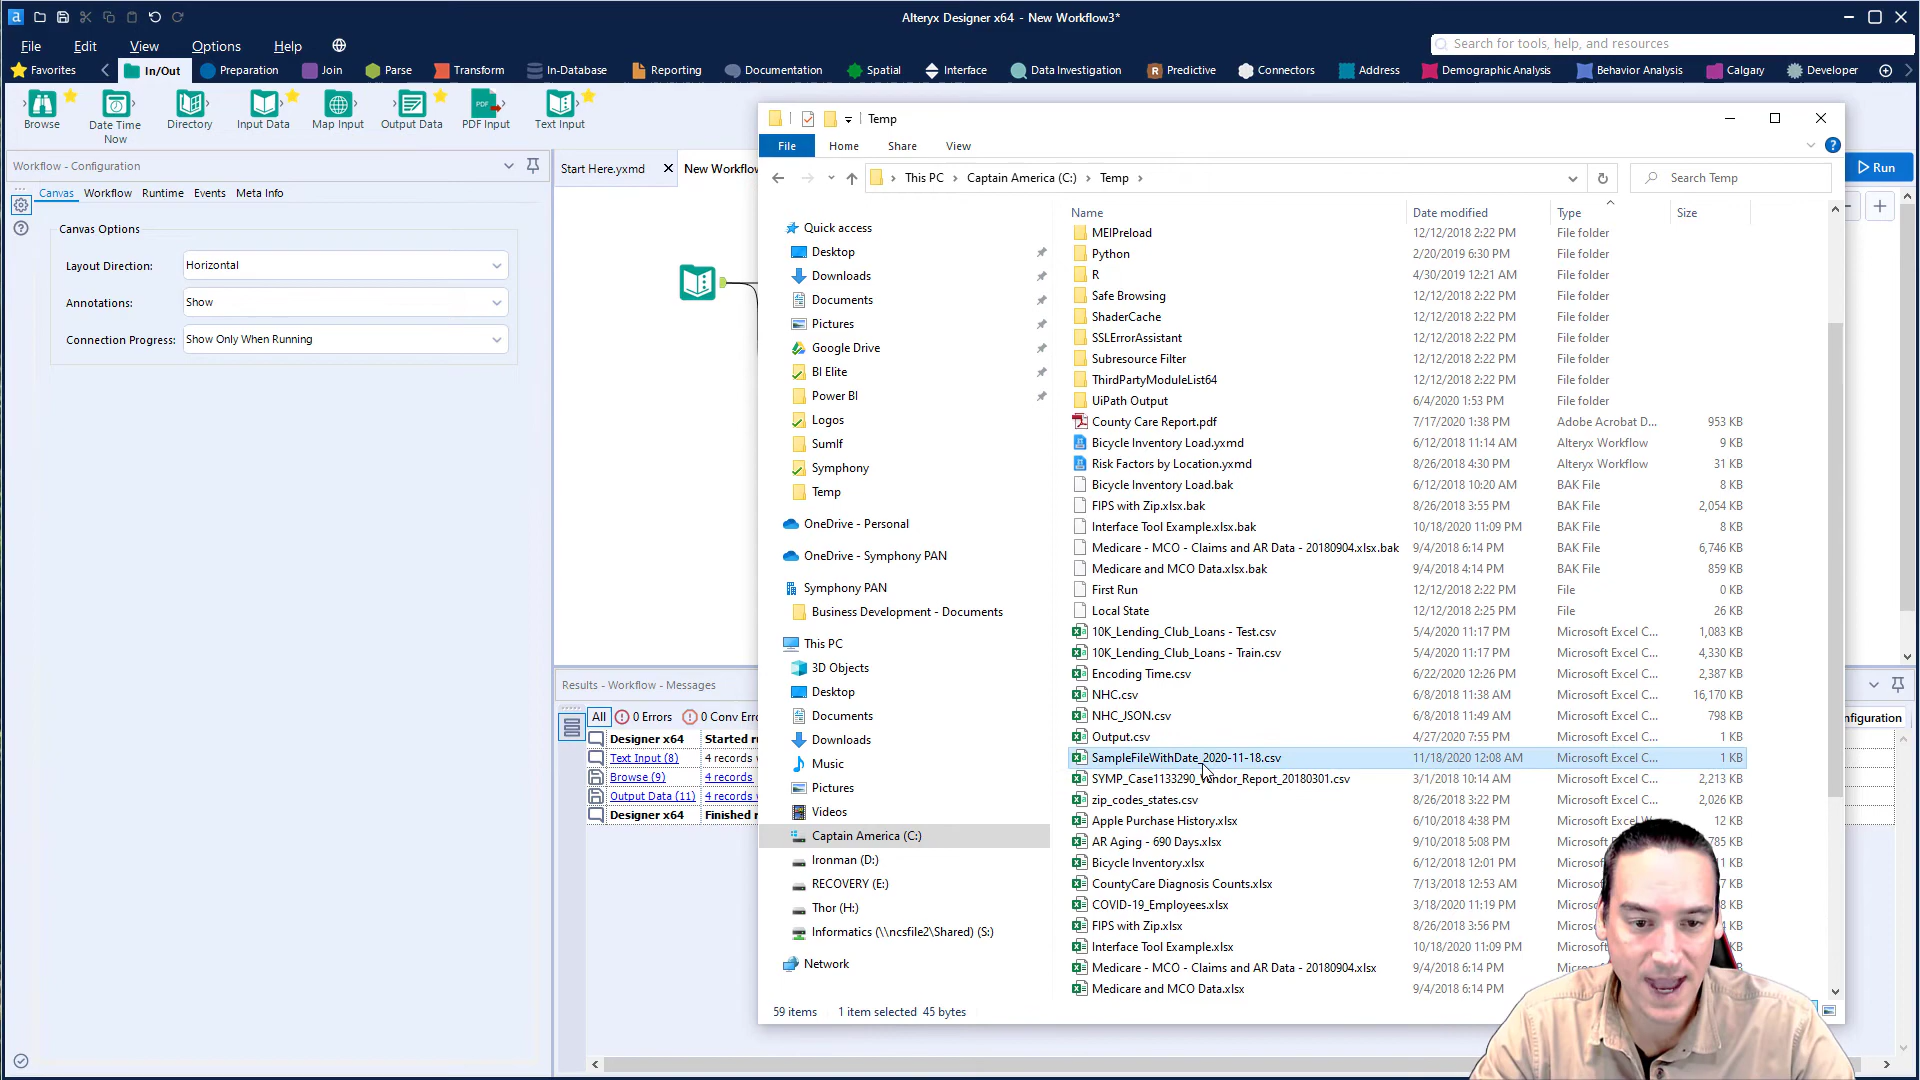 Alteryx Designer x64 - New Workflow3*
File Edit View Options Help
Search for tools, help, and resources
Favorites In/Out Preparation Join Parse Transform In-Database Reporting Documentation Spatial Interface Data Investigation Predictive Connectors Address Demographic Analysis Behavior Analysis Calgary Developer
Browse
Date Time Now
Directory
Input Data
Map Input
Output Data
PDF Input
Text Input
Workflow - Configuration
Canvas Workflow Runtime Events Meta Info
Canvas Options
Layout Direction: Horizontal
Annotations: Show
Connection Progress: Show Only When Running
Start Here.yxmd
New Workflow
Run
Results - Workflow - Messages
All 0 Errors 0 Conv Err
Designer x64 Started r
Text Input (8) 4 records
Browse (9) 4 records
Output Data (11) 4 records
Designer x64 Finished r
nfiguration
Temp
File Home Share View
This PC Captain America (C:) Temp
Search Temp
Quick access
Desktop
Downloads
Documents
Pictures
Google Drive
BI Elite
Power BI
Logos
SumIf
Symphony
Temp
OneDrive - Personal
OneDrive - Symphony PAN
Symphony PAN
Business Development - Documents
This PC
3D Objects
Desktop
Documents
Downloads
Music
Pictures
Videos
Captain America (C:)
Ironman (D:)
RECOVERY (E:)
Thor (H:)
Informatics (\\ncsfile2\Shared) (S:)
Network
Name Date modified Type Size
MEIPreload 12/12/2018 2:22 PM File folder
Python 2/20/2019 6:30 PM File folder
R 4/30/2019 12:21 AM File folder
Safe Browsing 12/12/2018 2:22 PM File folder
ShaderCache 12/12/2018 2:22 PM File folder
SSLErrorAssistant 12/12/2018 2:22 PM File folder
Subresource Filter 12/12/2018 2:22 PM File folder
ThirdPartyModuleList64 12/12/2018 2:22 PM File folder
UiPath Output 6/4/2020 1:53 PM File folder
County Care Report.pdf 7/17/2020 1:38 PM Adobe Acrobat D... 953 KB
Bicycle Inventory Load.yxmd 6/12/2018 11:14 AM Alteryx Workflow 9 KB
Risk Factors by Location.yxmd 8/26/2018 4:30 PM Alteryx Workflow 31 KB
Bicycle Inventory Load.bak 6/12/2018 10:20 AM BAK File 8 KB
FIPS with Zip.xlsx.bak 8/26/2018 3:55 PM BAK File 2,054 KB
Interface Tool Example.xlsx.bak 10/18/2020 11:09 PM BAK File 8 KB
Medicare - MCO - Claims and AR Data - 20180904.xlsx.bak 9/4/2018 6:14 PM BAK File 6,746 KB
Medicare and MCO Data.xlsx.bak 9/4/2018 4:14 PM BAK File 859 KB
First Run 12/12/2018 2:22 PM File 0 KB
Local State 12/12/2018 2:25 PM File 26 KB
10K_Lending_Club_Loans - Test.csv 5/4/2020 11:17 PM Microsoft Excel C... 1,083 KB
10K_Lending_Club_Loans - Train.csv 5/4/2020 11:17 PM Microsoft Excel C... 4,330 KB
Encoding Time.csv 6/22/2020 12:26 PM Microsoft Excel C... 2,387 KB
NHC.csv 6/8/2018 11:38 AM Microsoft Excel C... 16,170 KB
NHC_JSON.csv 6/8/2018 11:49 AM Microsoft Excel C... 798 KB
Output.csv 4/27/2020 7:55 PM Microsoft Excel C... 1 KB
SampleFileWithDate_2020-11-18.csv 11/18/2020 12:08 AM Microsoft Excel C... 1 KB
SYMP_Case1133290_Vendor_Report_20180301.csv 3/1/2018 10:14 AM Microsoft Excel C... 2,213 KB
zip_codes_states.csv 8/26/2018 3:22 PM Microsoft Excel C... 2,026 KB
Apple Purchase History.xlsx 6/10/2018 4:38 PM Microsoft Excel W... 12 KB
AR Aging - 690 Days.xlsx 9/10/2018 5:08 PM Microsoft Excel 785 KB
Bicycle Inventory.xlsx 6/12/2018 12:01 PM Microsof 11 KB
CountyCare Diagnosis Counts.xlsx 7/13/2018 12:53 AM Microsof 7 KB
COVID-19_Employees.xlsx 3/18/2020 11:19 PM Microsof 8 KB
FIPS with Zip.xlsx 8/26/2018 3:56 PM Microso 4 KB
Interface Tool Example.xlsx 10/18/2020 11:09 PM Micros KB
Medicare - MCO - Claims and AR Data - 20180904.xlsx 9/4/2018 6:14 PM KB
Medicare and MCO Data.xlsx 9/4/2018 6:14 PM KB
59 items 1 item selected 45 bytes